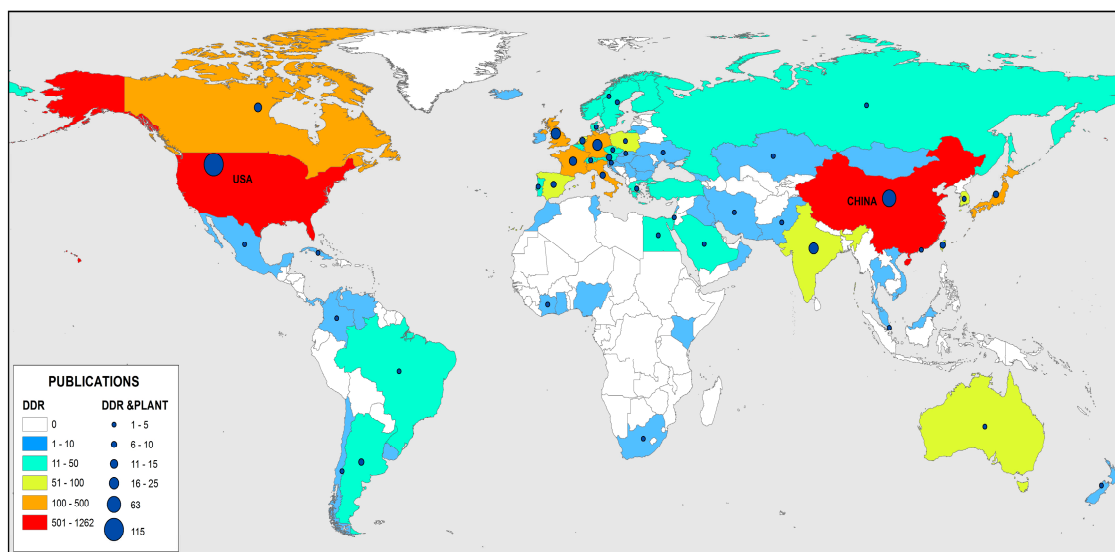 USA
CHINA
PUBLICATIONS
DDR DDR &PLANT
0 1 - 5
1 - 10 6 - 10
11 - 50 11 - 15
51 - 100 16 - 25
100 - 500 63
501 - 1262 115